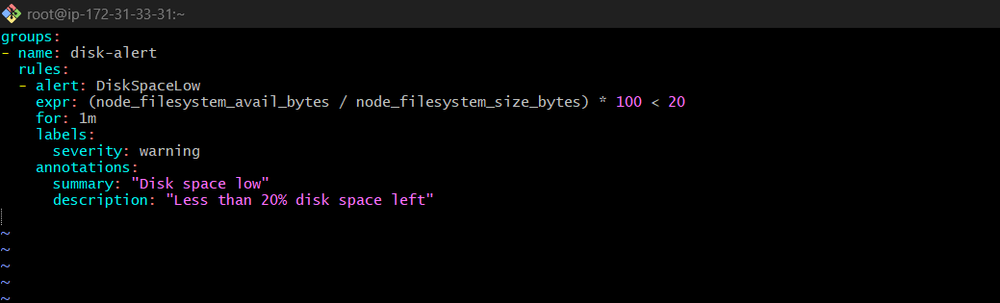 root@ip-172-31-33-31:~
groups:
- name: disk-alert
  rules:
  - alert: DiskSpaceLow
    expr: (node_filesystem_avail_bytes / node_filesystem_size_bytes) * 100 < 20
    for: 1m
    labels:
      severity: warning
    annotations:
      summary: "Disk space low"
      description: "Less than 20% disk space left"
~
~
~
~
~